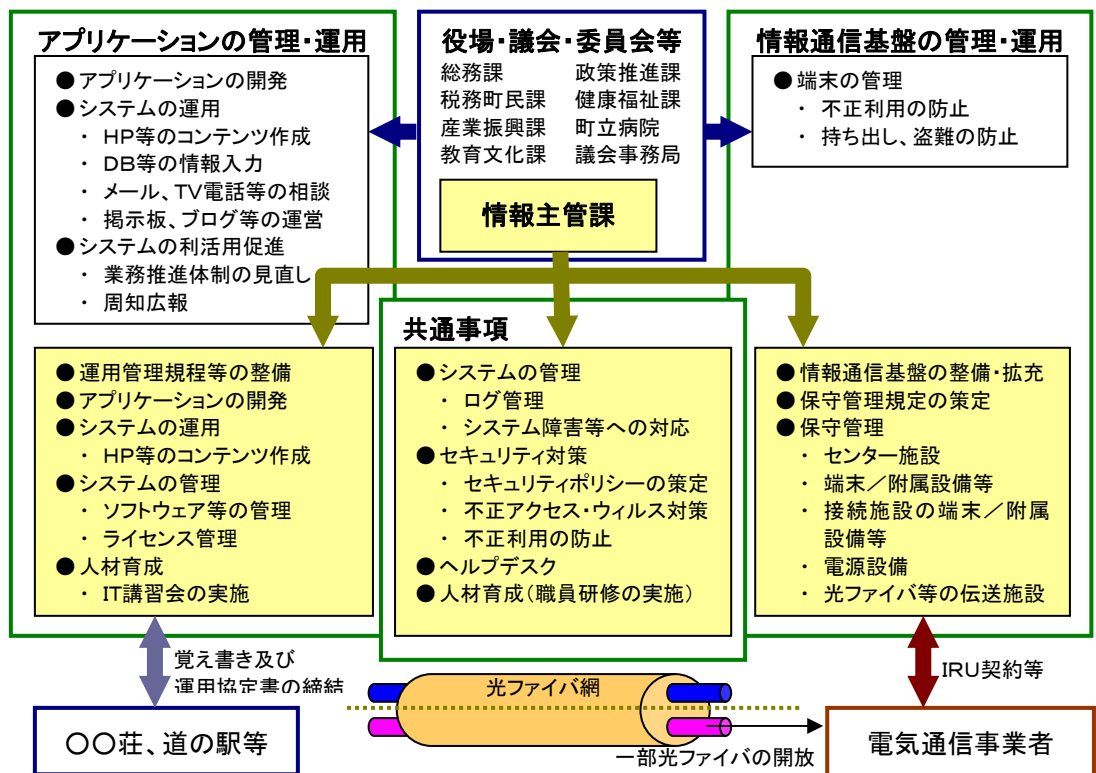 アプリケーションの管理・運用
●アプリケーションの開発
●システムの運用
・ HP等のコンテンツ作成
・ DB等の情報入力
・ メール、TV電話等の相談
・ 掲示板、ブログ等の運営
●システムの利活用促進
・ 業務推進体制の見直し
・ 周知広報
役場・議会・委員会等
総務課 政策推進課
税務町民課 健康福祉課
産業振興課 町立病院
教育文化課 議会事務局
情報主管課
情報通信基盤の管理・運用
●端末の管理
・ 不正利用の防止
・ 持ち出し、盗難の防止
●運用管理規程等の整備
●アプリケーションの開発
●システムの運用
・ HP等のコンテンツ作成
●システムの管理
・ ソフトウェア等の管理
・ ライセンス管理
●人材育成
・ IT講習会の実施
共通事項
●システムの管理
・ ログ管理
・ システム障害等への対応
●セキュリティ対策
・ セキュリティポリシーの策定
・ 不正アクセス・ウィルス対策
・ 不正利用の防止
●ヘルプデスク
●人材育成(職員研修の実施)
●情報通信基盤の整備・拡充
●保守管理規定の策定
●保守管理
・ センター施設
・ 端末/附属設備等
・ 接続施設の端末/附属
設備等
・ 電源設備
・ 光ファイバ等の伝送施設
覚え書き及び
運用協定書の締結
〇〇荘、道の駅等
光ファイバ網
一部光ファイバの開放
IRU契約等
電気通信事業者